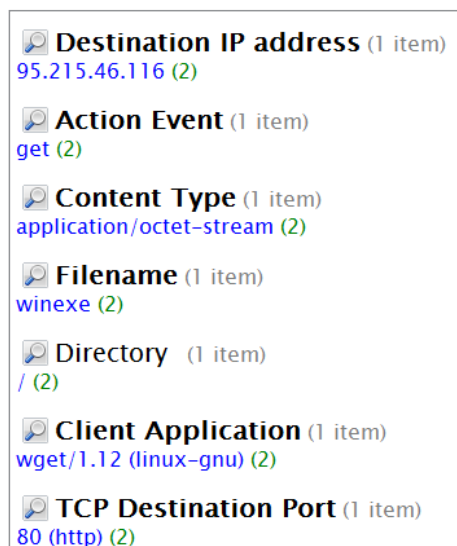 Destination IP address (1 item)
95.215.46.116 (2)
Action Event (1 item)
get (2)
Content Type (1 item)
application/octet-stream (2)
Filename (1 item)
winexe (2)
Directory (1 item)
/ (2)
Client Application (1 item)
wget/1.12 (linux-gnu) (2)
TCP Destination Port (1 item)
80 (http) (2)